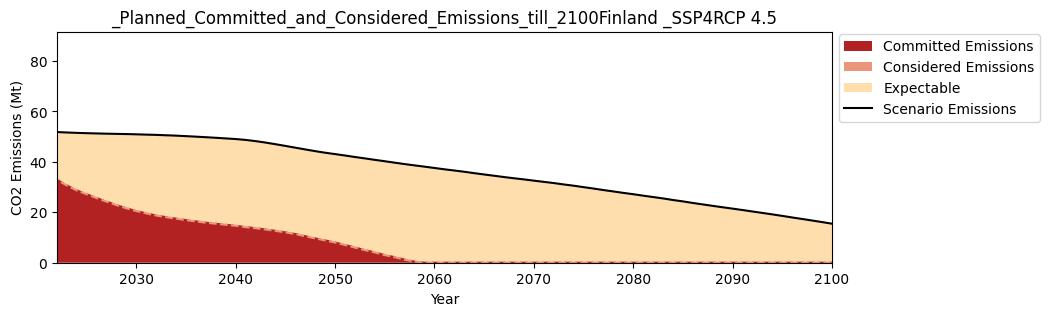 _Planned_Committed_and_Considered_Emissions_till_2100Finland _SSP4RCP 4.5
CO2 Emissions (Mt)
80
60
40
20
0
2030 2040 2050 2060 2070 2080 2090 2100
Year
Committed Emissions
Considered Emissions
Expectable
Scenario Emissions